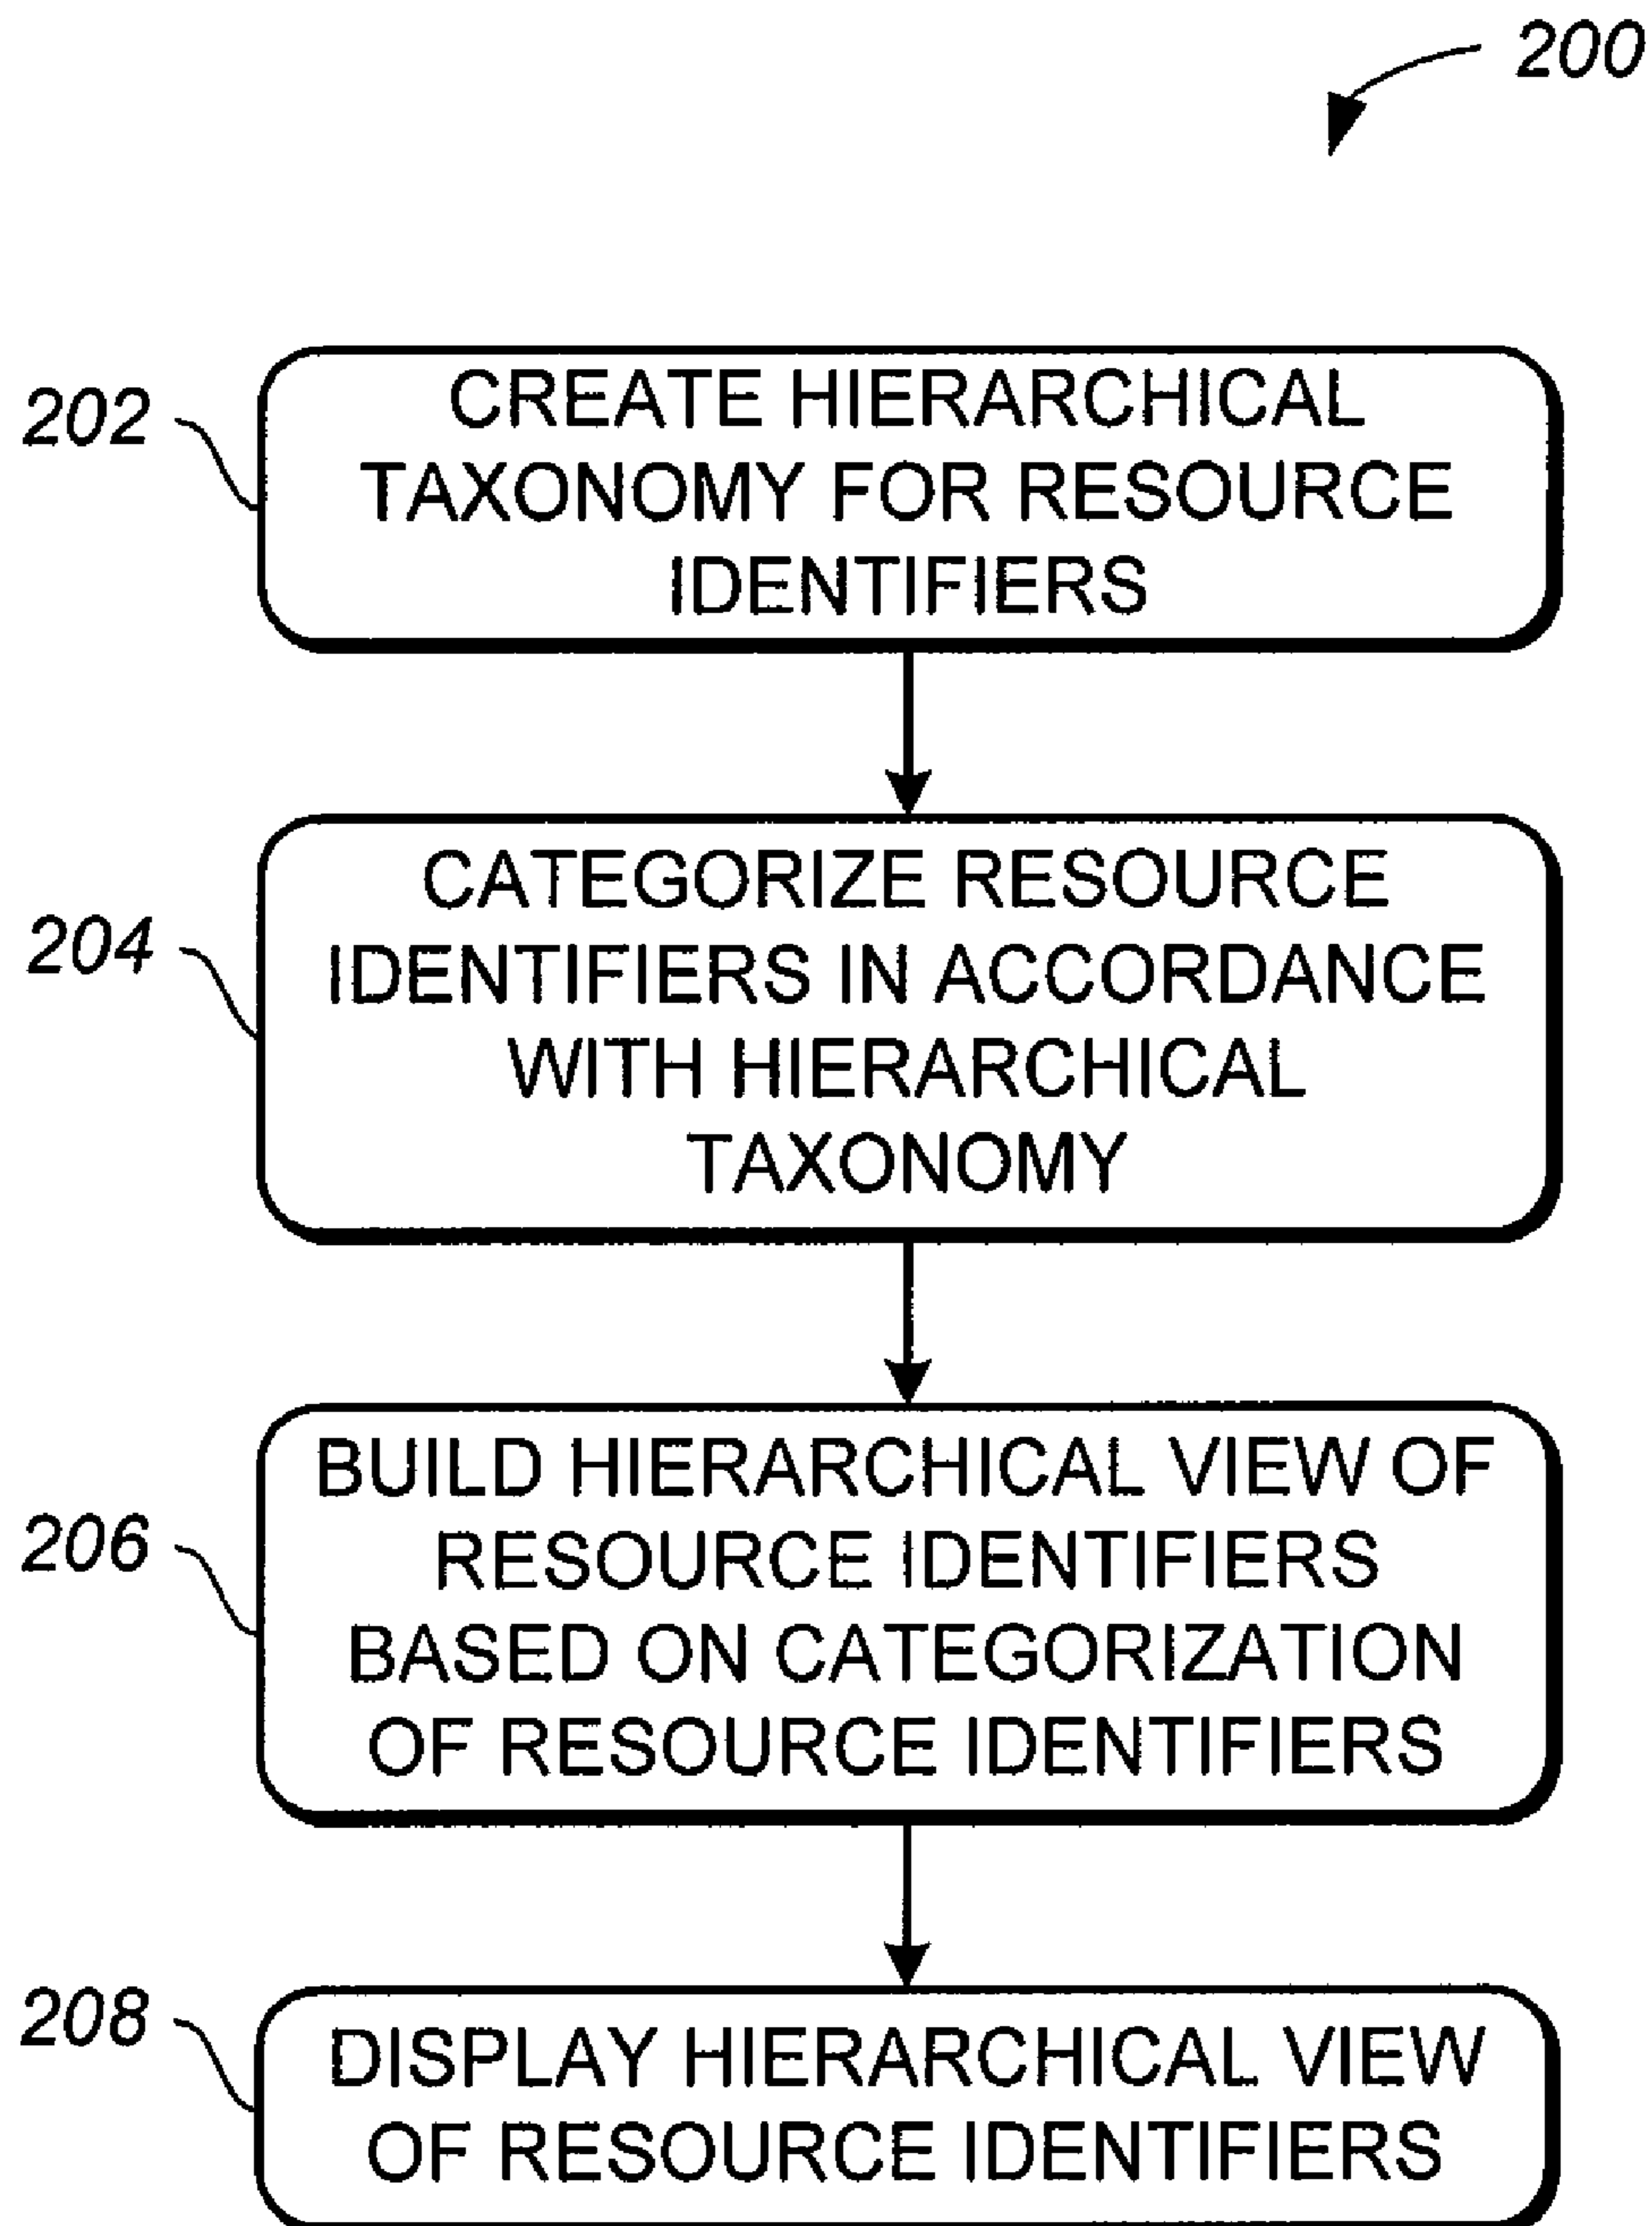 200
202
CREATE HIERARCHICAL
TAXONOMY FOR RESOURCE
IDENTIFIERS
204
CATEGORIZE RESOURCE
IDENTIFIERS IN ACCORDANCE
WITH HIERARCHICAL
TAXONOMY
206
BUILD HIERARCHICAL VIEW OF
RESOURCE IDENTIFIERS
BASED ON CATEGORIZATION
OF RESOURCE IDENTIFIERS
208
DISPLAY HIERARCHICAL VIEW
OF RESOURCE IDENTIFIERS